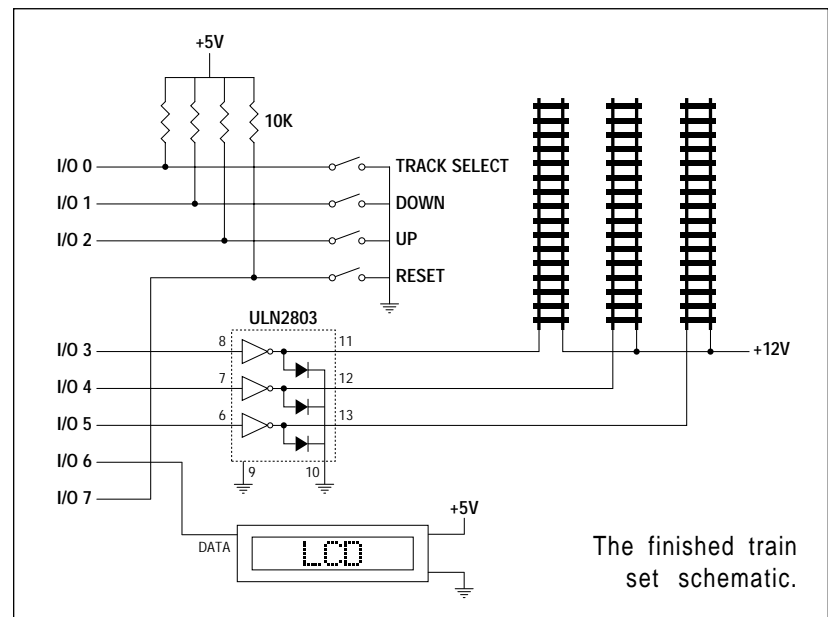 +5V
10K
I/O 0
TRACK SELECT
I/O 1
DOWN
I/O 2
UP
RESET
ULN2803
I/O 3
8
11
+12V
I/O 4
7
12
I/O 5
6
13
I/O 6
9
10
I/O 7
+5V
DATA
LCD
The finished train
set schematic.